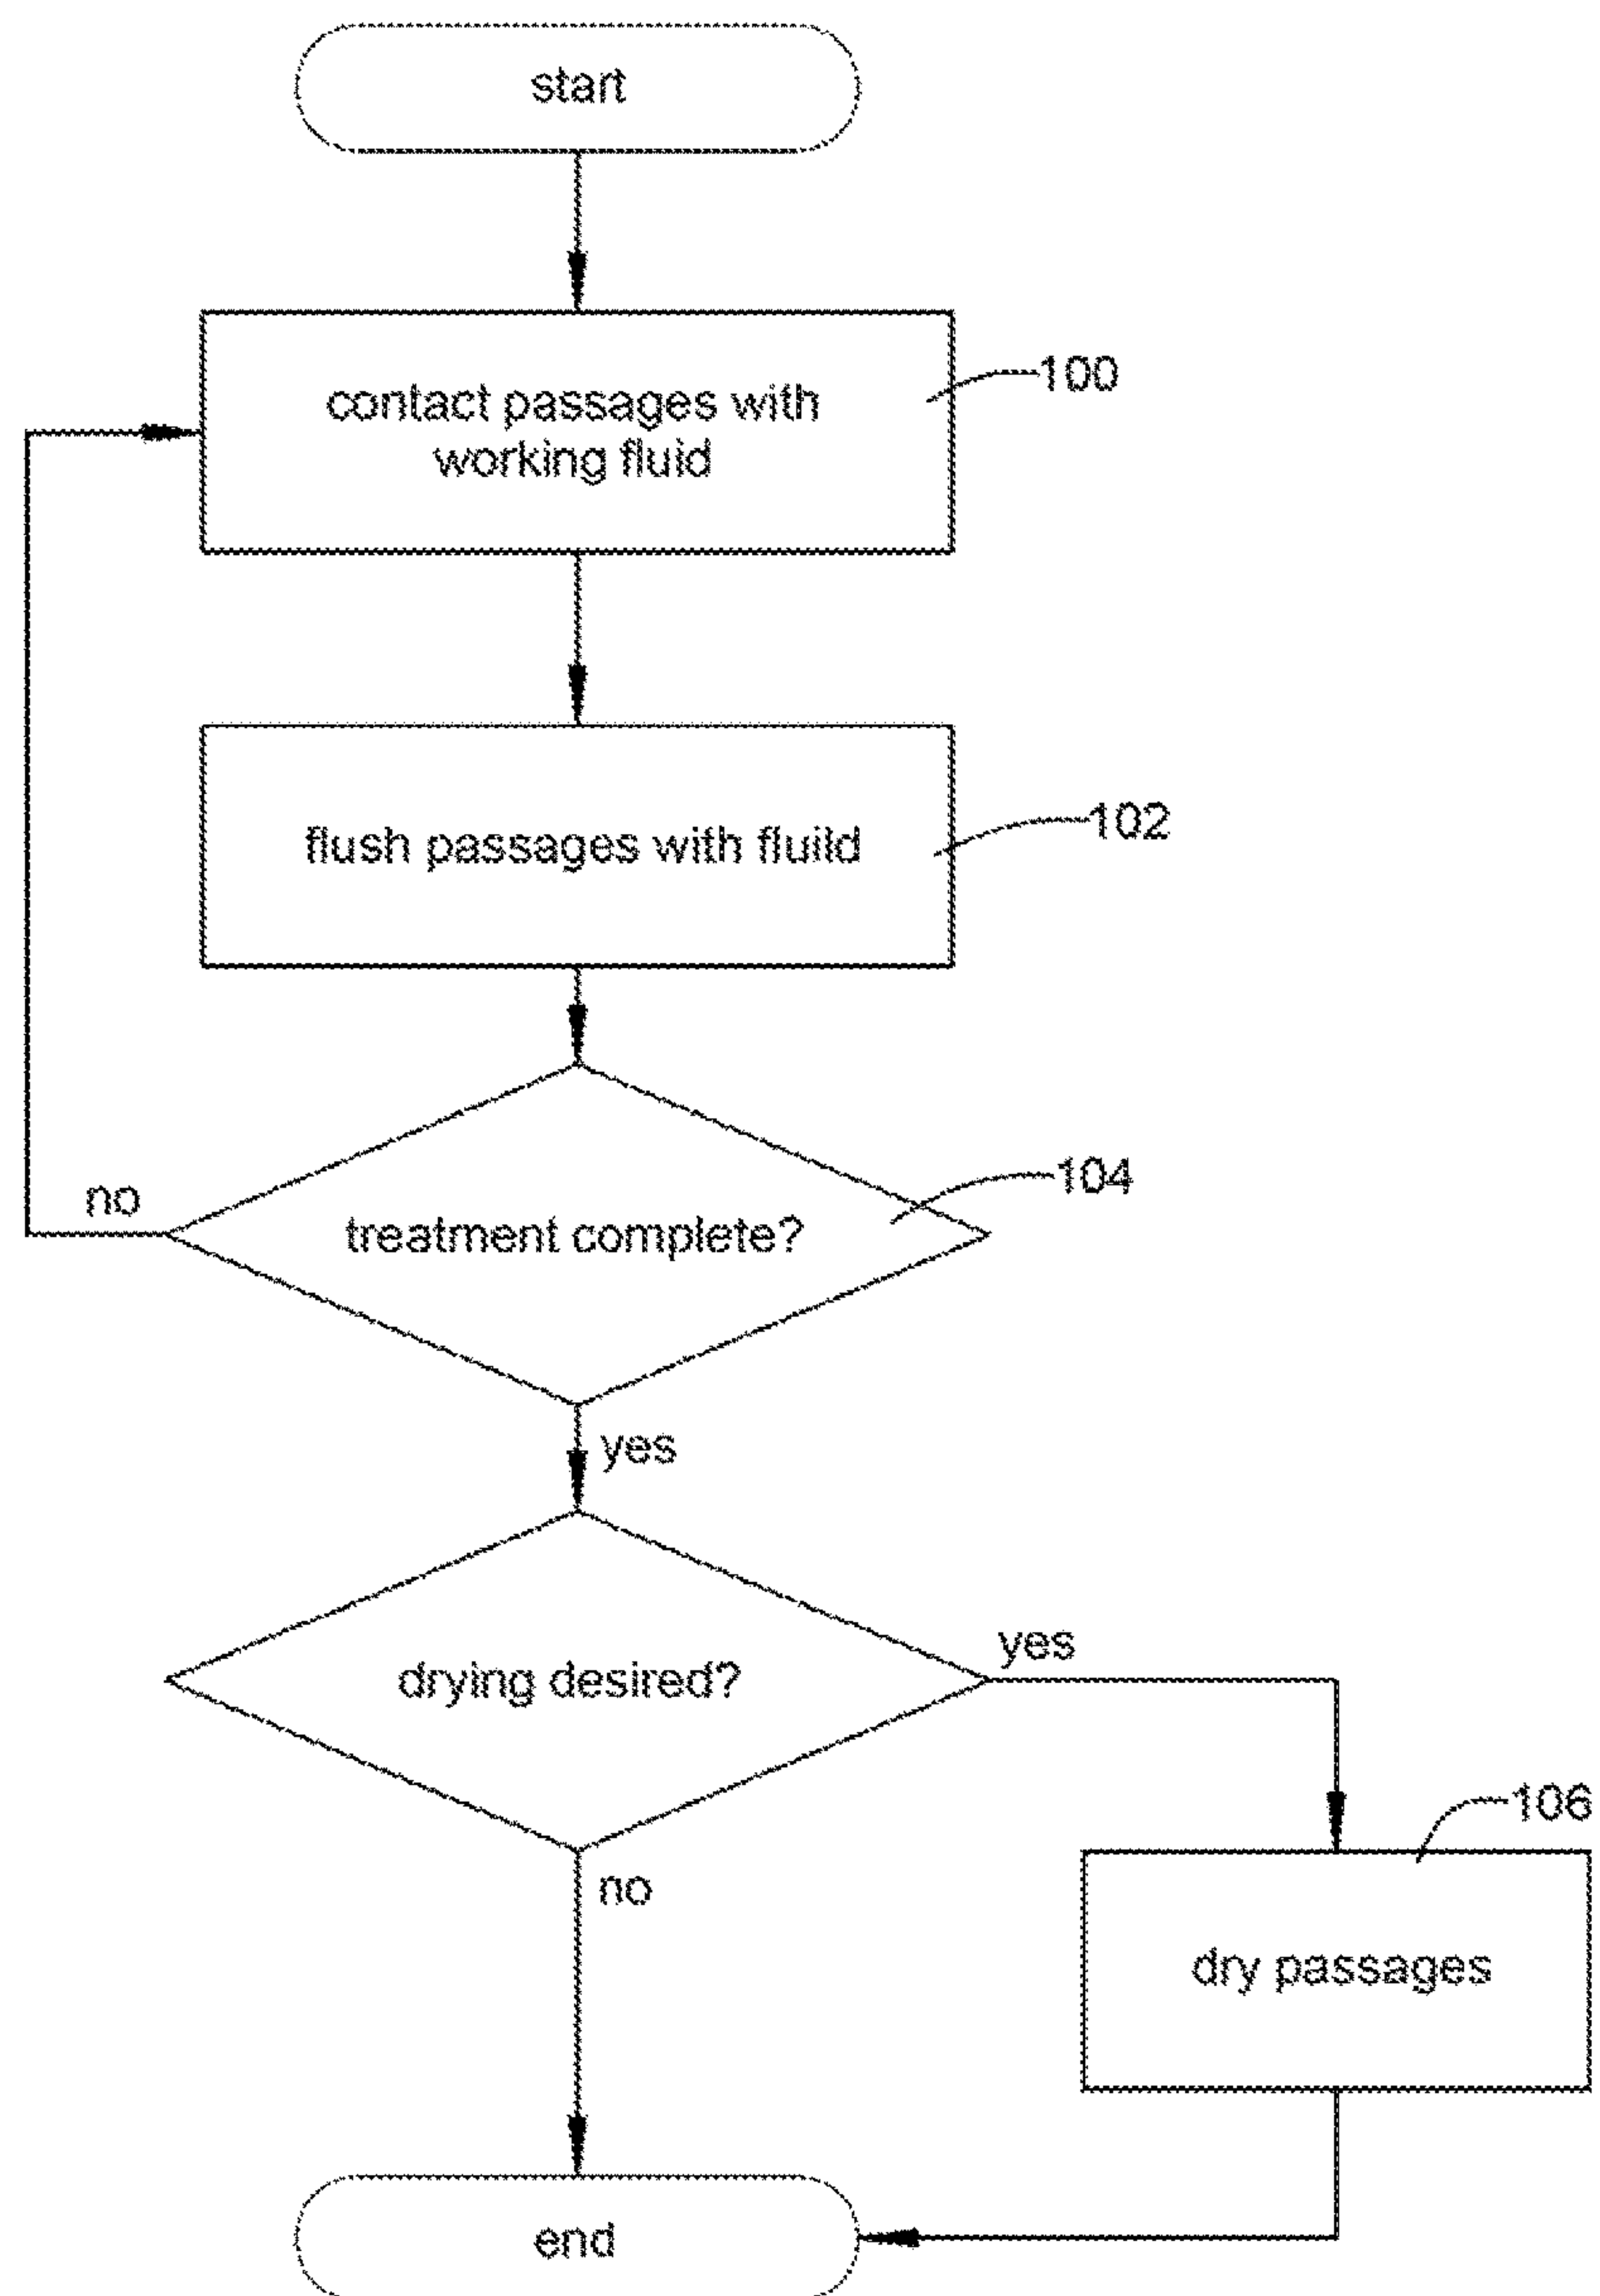 start
contact passages with
working fluid
100
flush passages with fluild
102
treatment complete?
104
no
yes
drying desired?
yes
no
106
dry passages
end